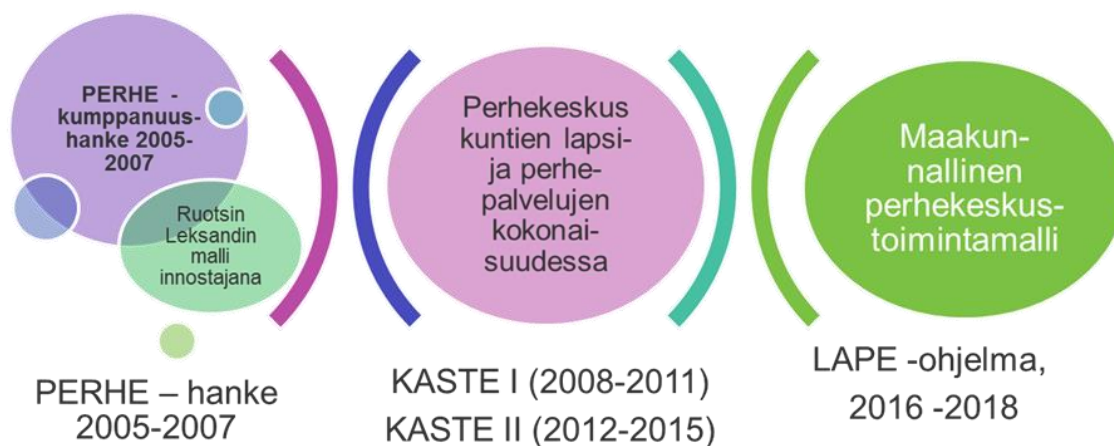 PERHE -
kumppanuus-
hanke 2005-
2007
Ruotsin
Leksandin
malli
innostajana
PERHE – hanke
2005-2007
Perhekeskus
kuntien lapsi-
ja perhe-
palvelujen
kokonai-
suudessa
KASTE I (2008-2011)
KASTE II (2012-2015)
Maakun-
nallinen
perhekeskus-
toimintamalli
LAPE -ohjelma,
2016 -2018